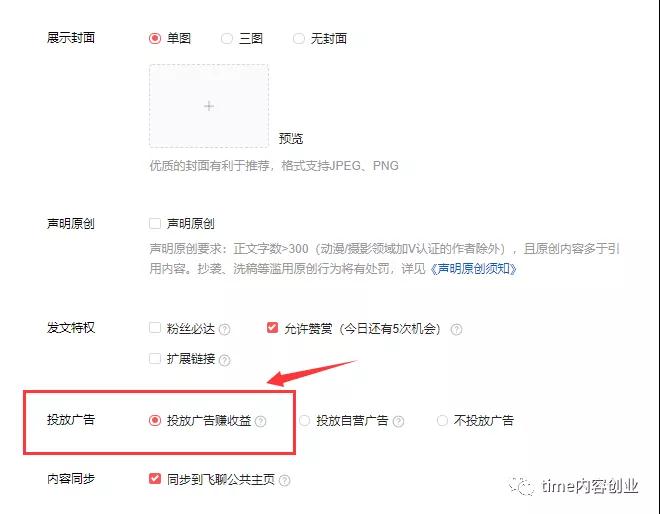 展示封面 单图 三图 无封面
+
预览
优质的封面有利于推荐，格式支持JPEG、PNG
声明原创 声明原创
声明原创要求：正文字数>300（动漫/摄影领域加V认证的作者除外），且原创内容多于引
用内容。抄袭、洗稿等滥用原创行为将有处罚，详见《声明原创须知》
发文特权 粉丝必达 ? 允许赞赏（今日还有5次机会） ?
扩展链接 ?
投放广告 投放广告赚收益 ? 投放自营广告 ? 不投放广告
内容同步 同步到飞聊公共主页 ?
time内容创业